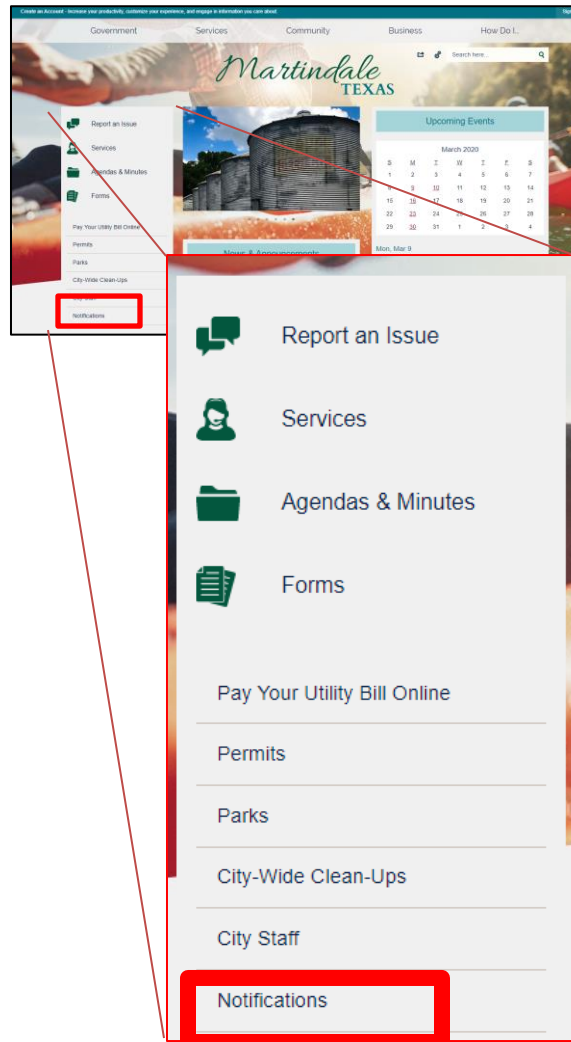 Create an Account - Increase your productivity, customize your experience, and engage in information you care about
Government Services Community Business How Do I...
Martindale
TEXAS
Search here...
Report an Issue
Services
Agendas & Minutes
Forms
Pay Your Utility Bill Online
Permits
Parks
City-Wide Clean-Ups
Notifications
News & Announcements
Upcoming Events
March 2020
S M T W T F S
1 2 3 4 5 6 7
8 9 10 11 12 13 14
15 16 17 18 19 20 21
22 23 24 25 26 27 28
29 30 31 1 2 3 4
Mon, Mar 9
Report an Issue
Services
Agendas & Minutes
Forms
Pay Your Utility Bill Online
Permits
Parks
City-Wide Clean-Ups
City Staff
Notifications